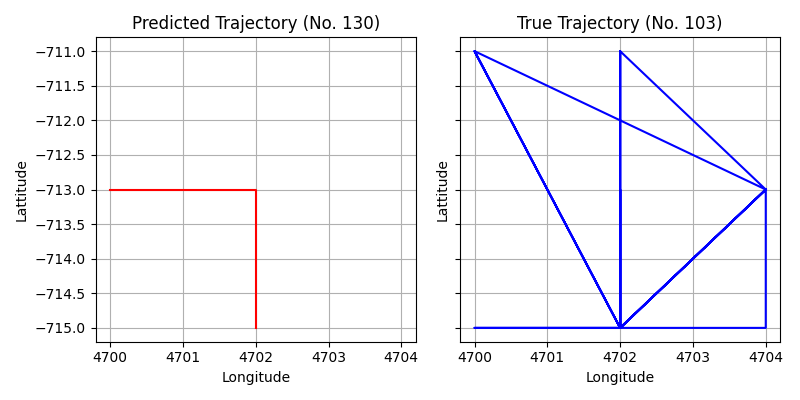 Predicted Trajectory (No. 130)
True Trajectory (No. 103)
−711.0
−711.5
−712.0
−712.5
−713.0
−713.5
−714.0
−714.5
−715.0
Lattitude
Lattitude
4700 4701 4702 4703 4704
4700 4701 4702 4703 4704
Longitude
Longitude